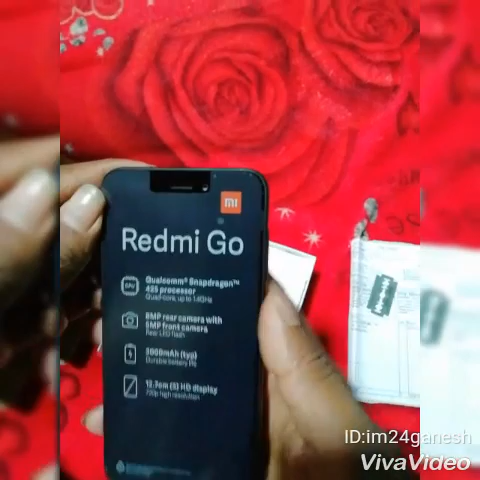 mi
Redmi Go
CPU
Qualcomm® Snapdragon™
425 processor
Quad-core, up to 1.4GHz
8MP rear camera with
5MP front camera
Rear LED flash
3000mAh (typ)
Durable battery life
12.7cm (5) HD display
720p high resolution
ID:im24ganesh
VivaVideo